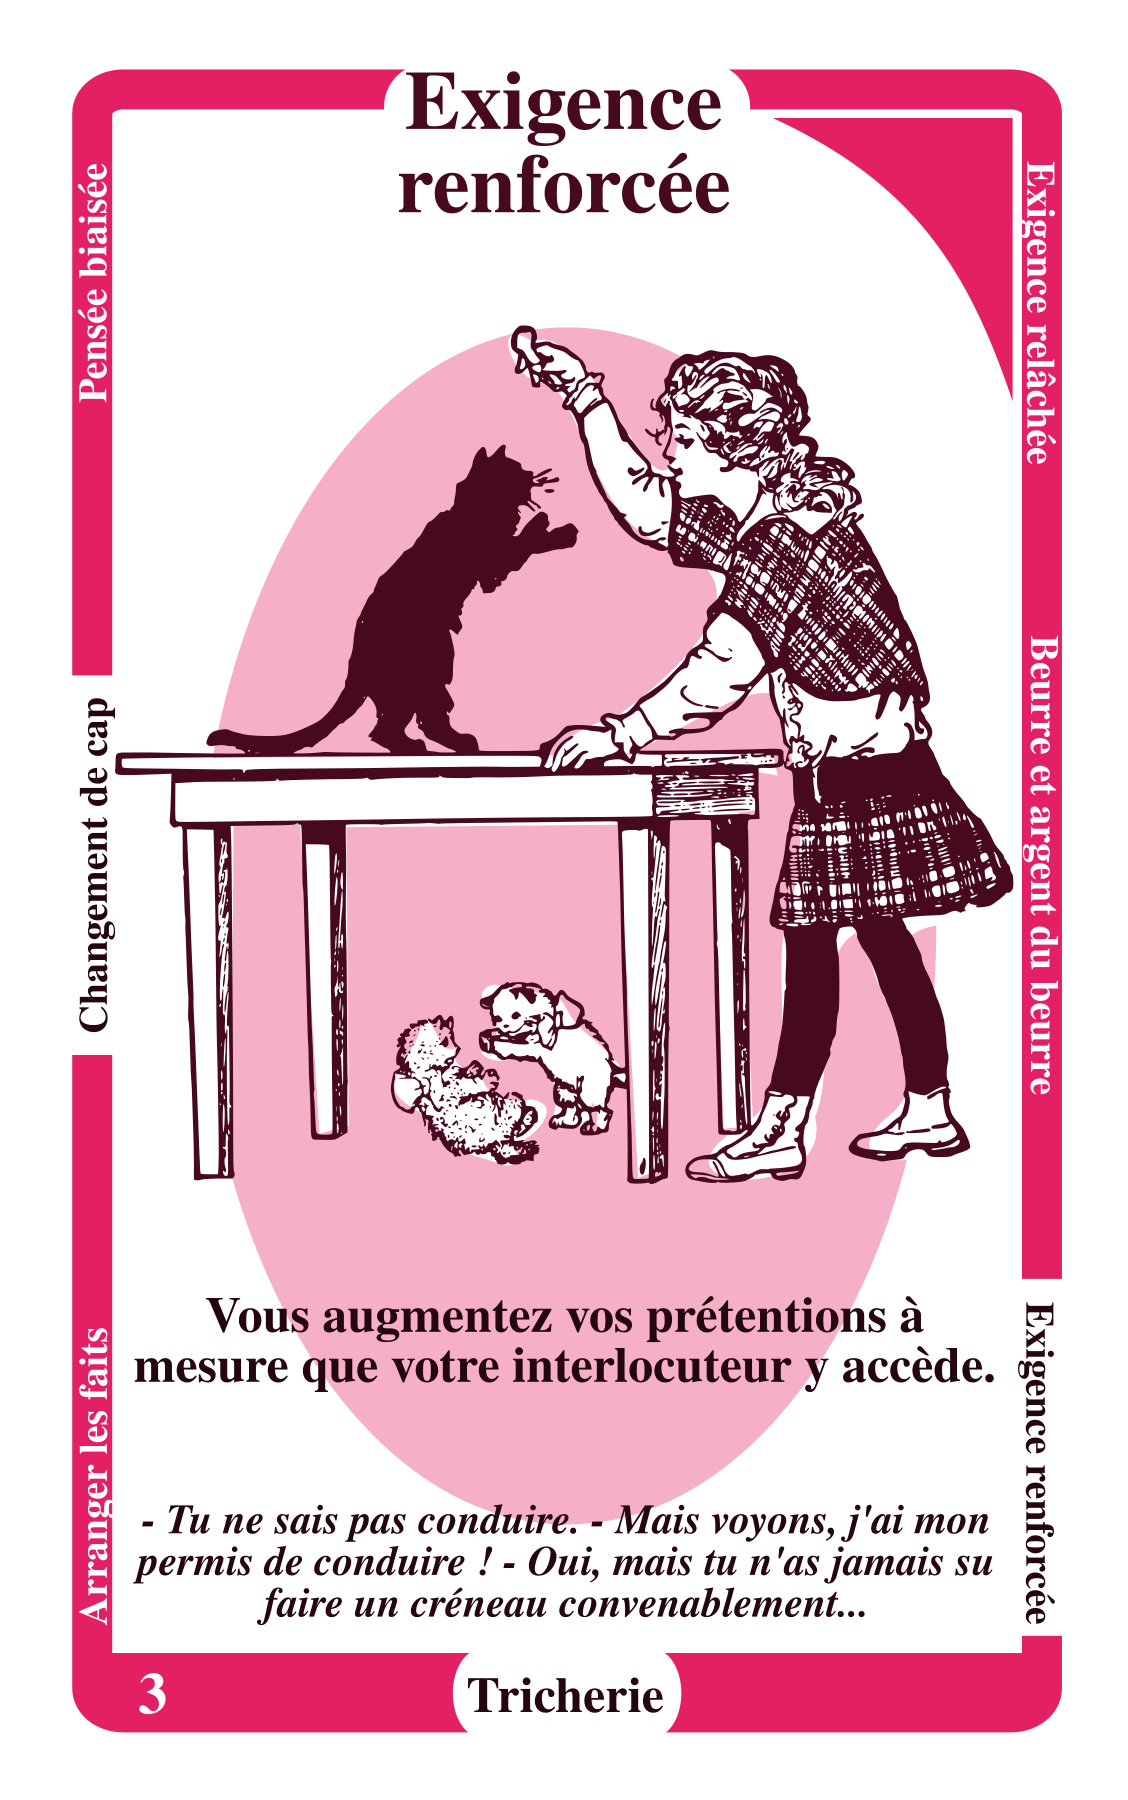 Exigence
renforcée
Pensée biaisée
Changement de cap
Arranger les faits
Exigence relâchée
Beurre et argent du beurre
Exigence renforcée
Vous augmentez vos prétentions à
mesure que votre interlocuteur y accède.
- Tu ne sais pas conduire. - Mais voyons, j'ai mon
permis de conduire ! - Oui, mais tu n'as jamais su
faire un créneau convenablement...
3
Tricherie